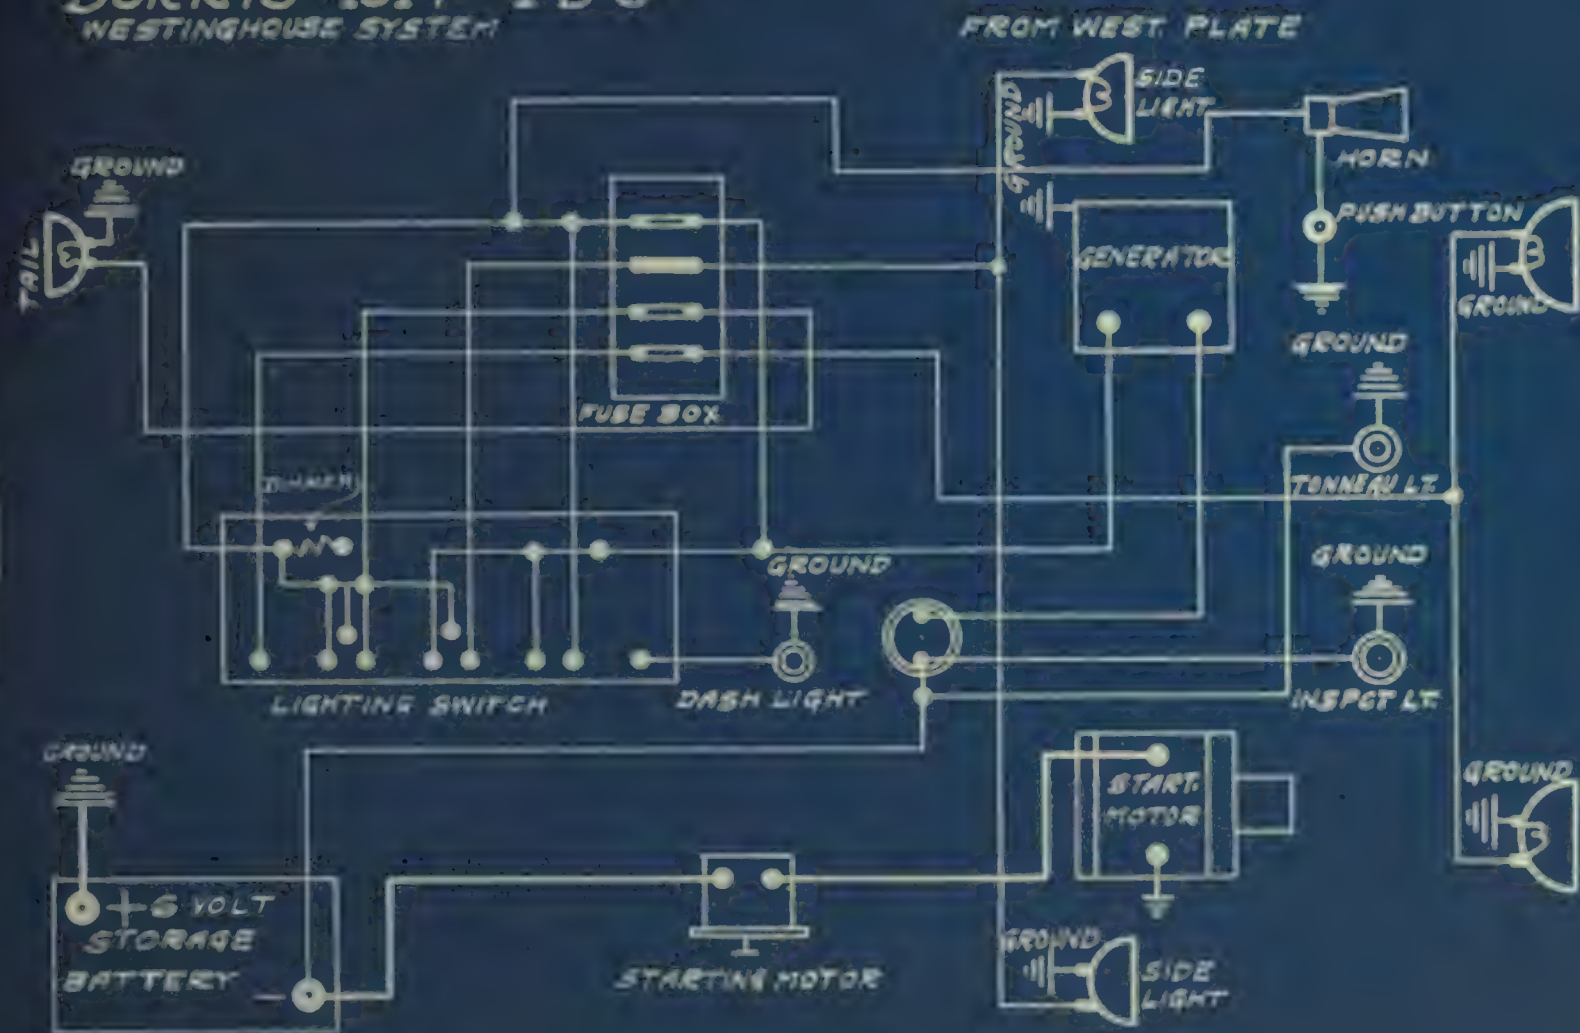 WESTINGHOUSE SYSTEM
FROM WEST. PLATE
SIDE
LIGHT
GROUND
HORN
GROUND
TAIL
PUSH BUTTON
GENERATOR
GROUND
GROUND
FUSE BOX
TONNEAU LT.
DIMMER
GROUND
GROUND
LIGHTING SWITCH
DASH LIGHT
INSPCT LT.
GROUND
START.
MOTOR
GROUND
+ 6 VOLT
STORAGE
BATTERY -
STARTING MOTOR
GROUND
SIDE
LIGHT